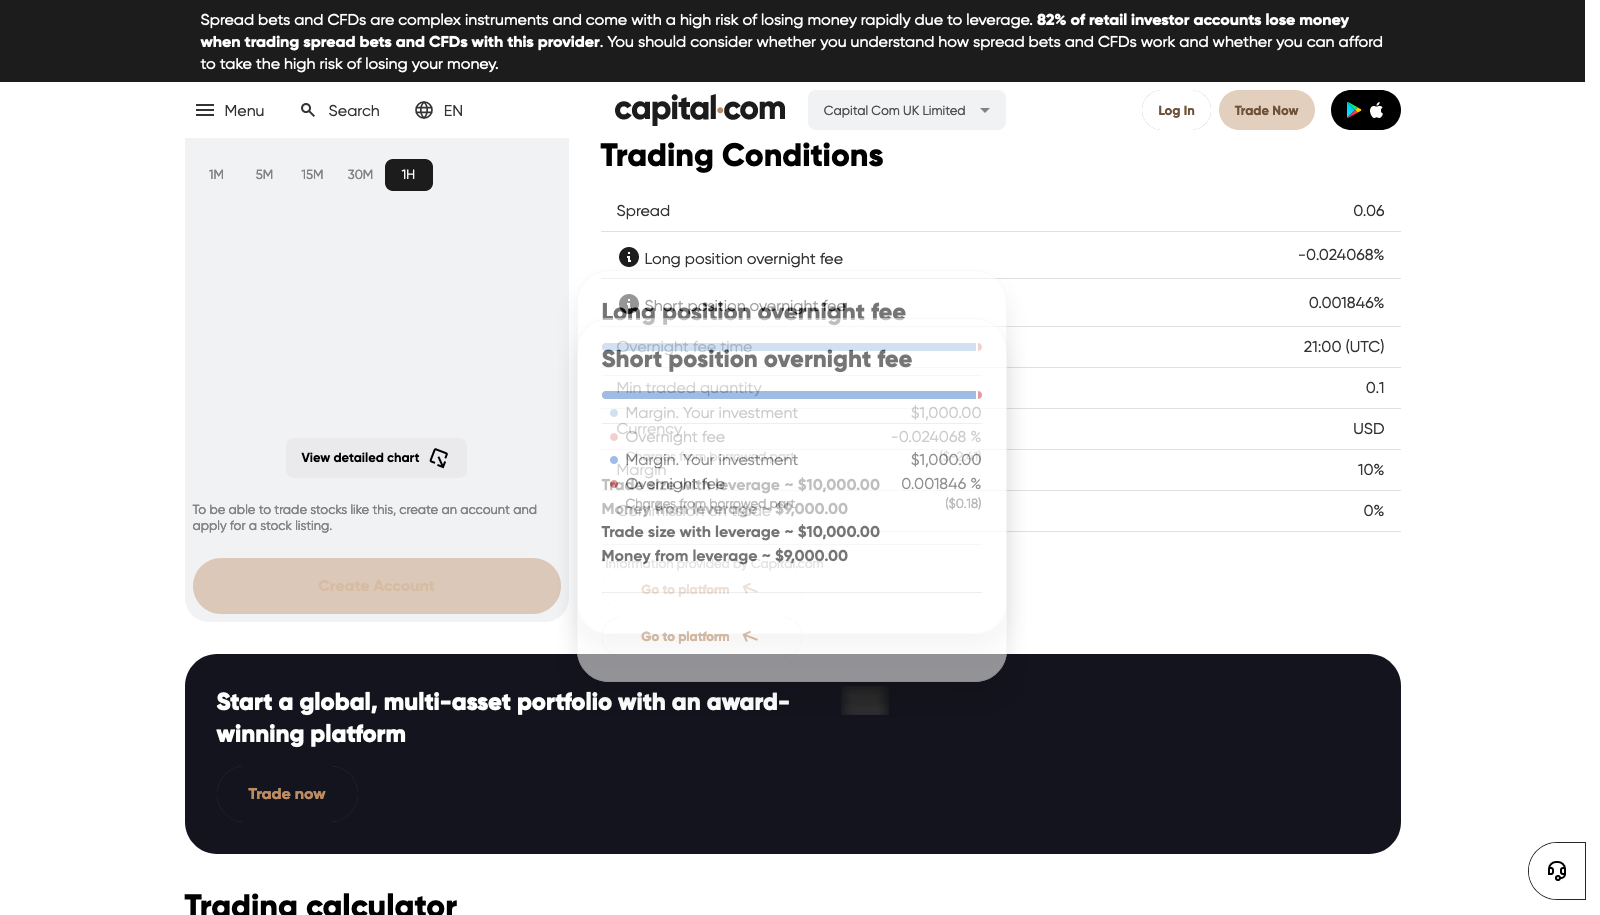 Spread bets and CFDs are complex instruments and come with a high risk of losing money rapidly due to leverage. 82% of retail investor accounts lose money
when trading spread bets and CFDs with this provider. You should consider whether you understand how spread bets and CFDs work and whether you can afford
to take the high risk of losing your money.
Menu Search EN capital.com Capital Com UK Limited Log In Trade Now
1M 5M 15M 30M 1H
View detailed chart
To be able to trade stocks like this, create an account and
apply for a stock listing.
Create Account
Trading Conditions
Spread 0.06
Long position overnight fee -0.024068%
Short position overnight fee 0.001846%
Overnight fee time 21:00 (UTC)
Min traded quantity 0.1
Currency USD
Margin 10%
Commission on trade 0%
Information provided by Capital.com
Long position overnight fee
Margin. Your investment $1,000.00
Overnight fee -0.024068 %
Charges from borrowed part
Trade size with leverage ~ $10,000.00
Money from leverage ~ $9,000.00
Go to platform
Short position overnight fee
Margin. Your investment $1,000.00
Overnight fee 0.001846 %
Charges from borrowed part ($0.18)
Trade size with leverage ~ $10,000.00
Money from leverage ~ $9,000.00
Go to platform
Start a global, multi-asset portfolio with an award-
winning platform
Trade now
Trading calculator